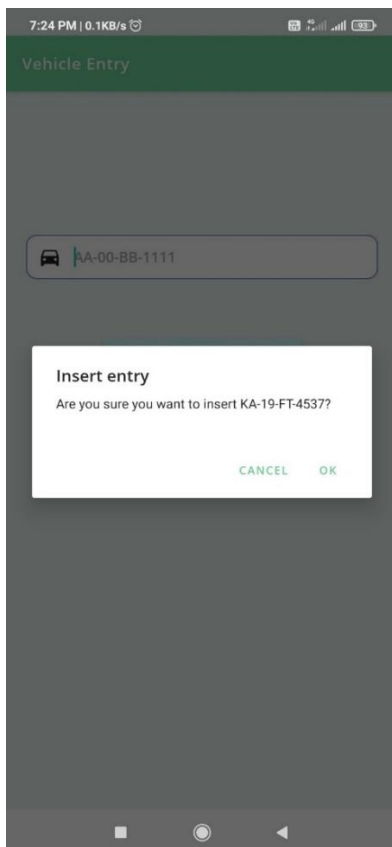 7:24 PM | 0.1KB/s
4G
93
Vehicle Entry
AA-00-BB-1111
Insert entry
Are you sure you want to insert KA-19-FT-4537?
CANCEL OK